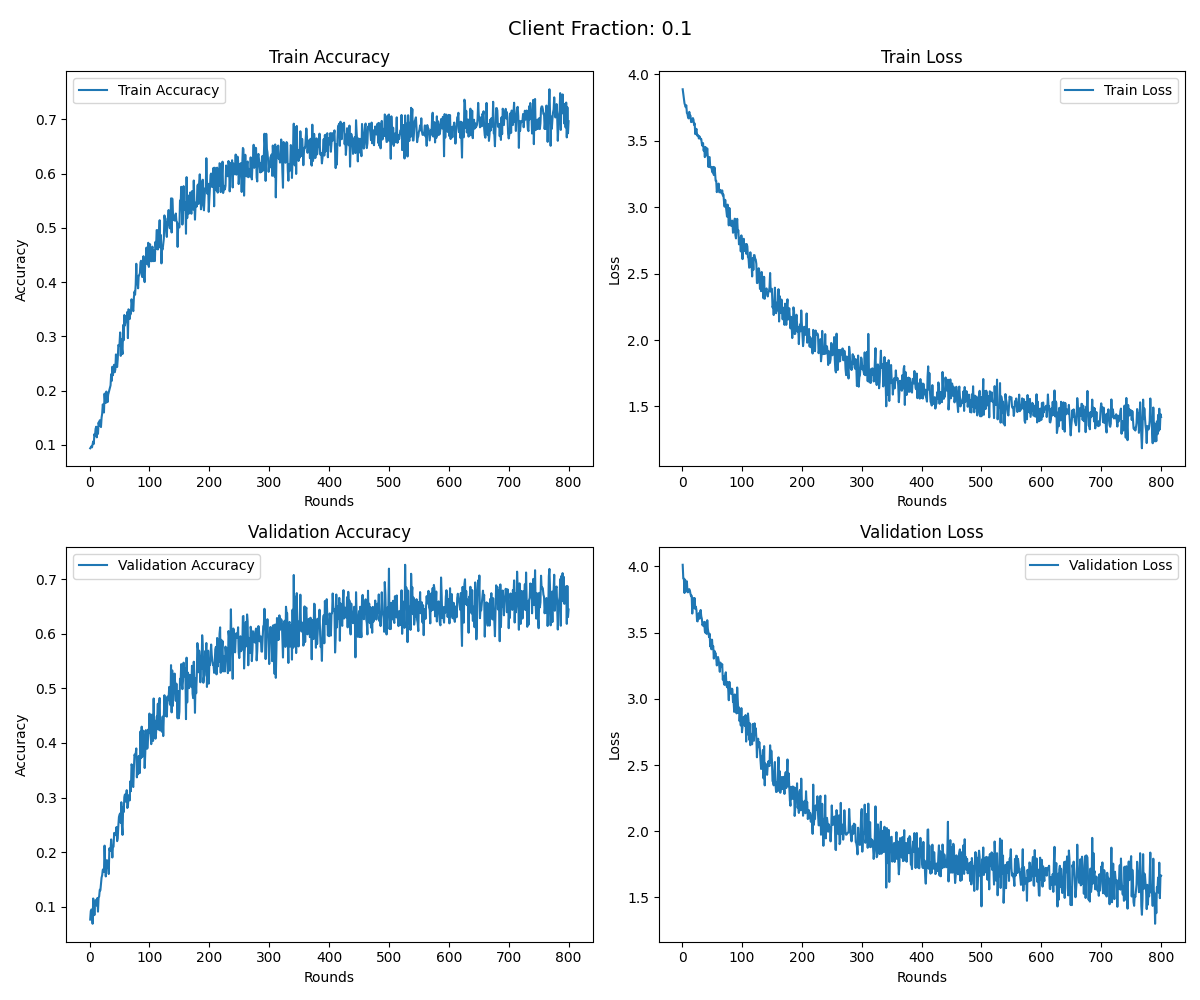 Client Fraction: 0.1
Train Accuracy
Train Accuracy
Accuracy
0.7
0.6
0.5
0.4
0.3
0.2
0.1
0 100 200 300 400 500 600 700 800
Rounds
Train Loss
Train Loss
Loss
4.0
3.5
3.0
2.5
2.0
1.5
0 100 200 300 400 500 600 700 800
Rounds
Validation Accuracy
Validation Accuracy
Accuracy
0.7
0.6
0.5
0.4
0.3
0.2
0.1
0 100 200 300 400 500 600 700 800
Rounds
Validation Loss
Validation Loss
Loss
4.0
3.5
3.0
2.5
2.0
1.5
0 100 200 300 400 500 600 700 800
Rounds